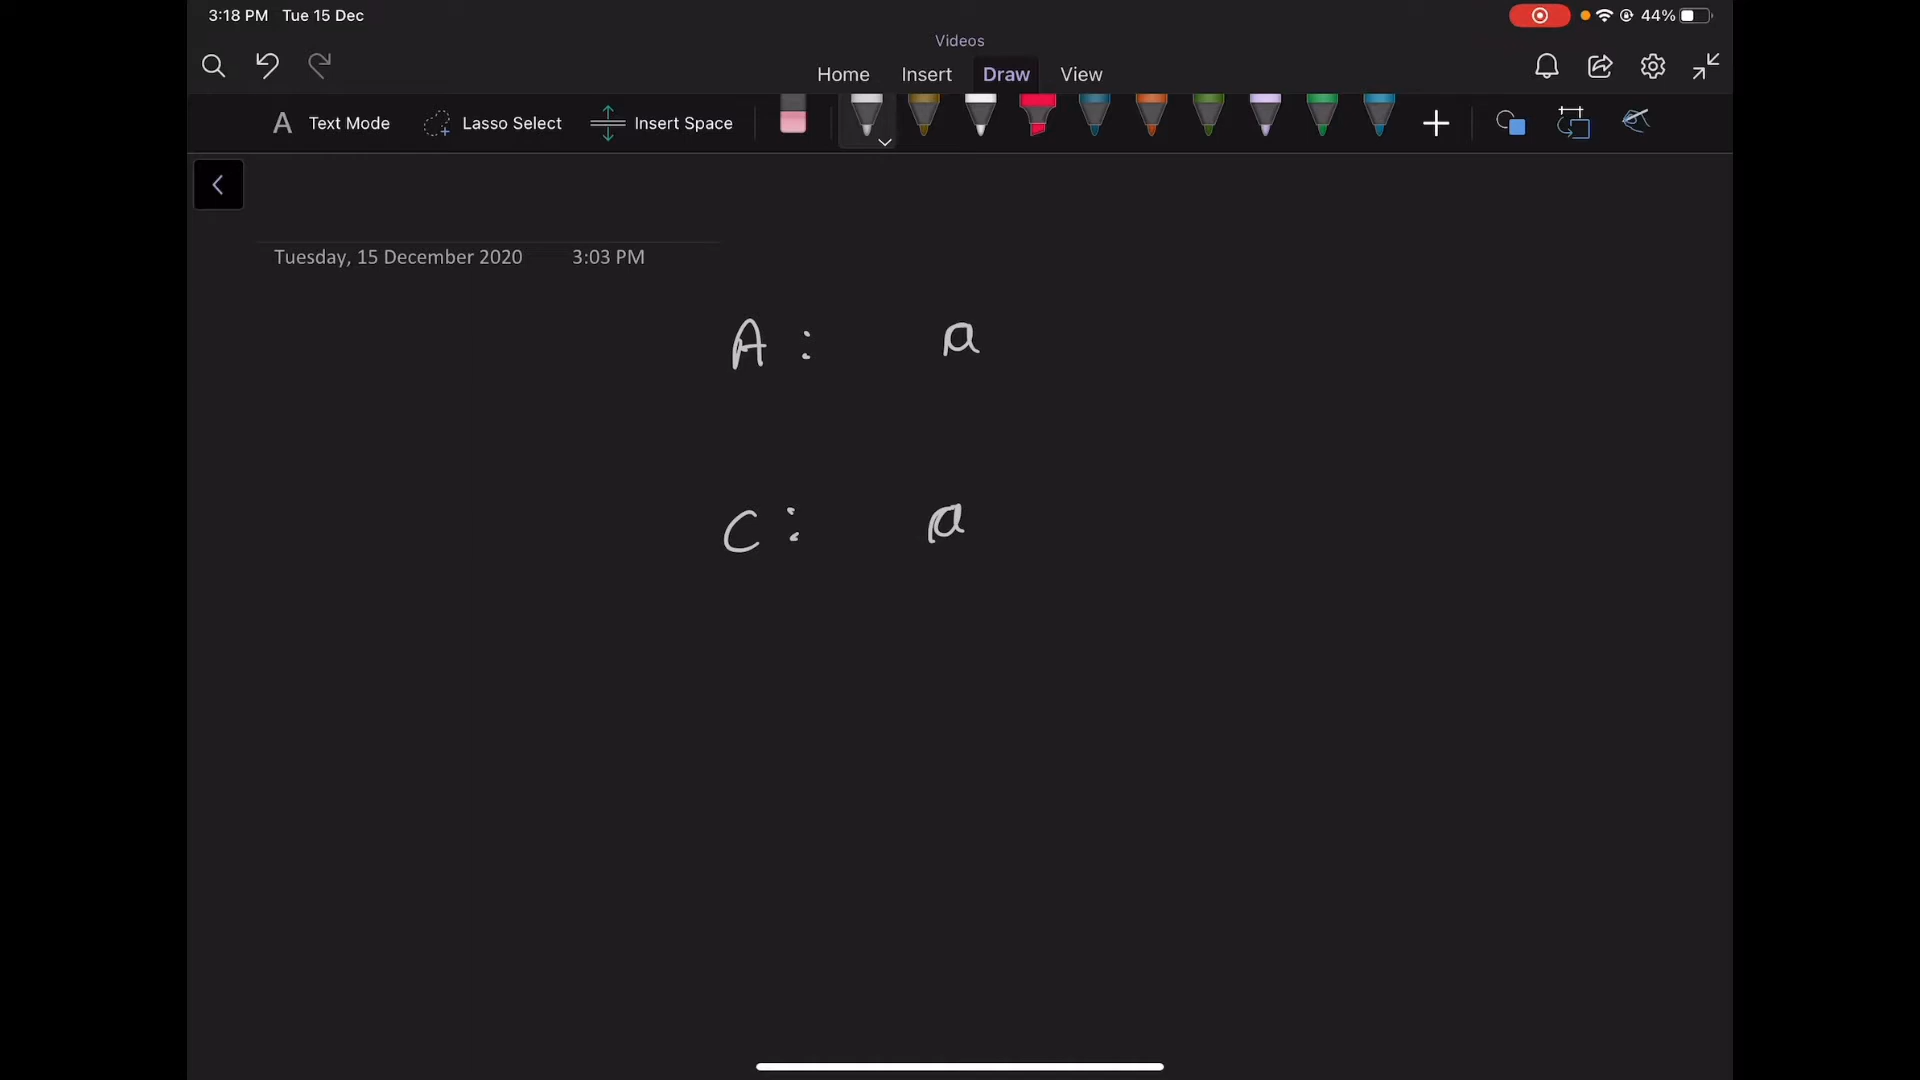 3:18 PM Tue 15 Dec
44%
Videos
Home Insert Draw View
A Text Mode Lasso Select Insert Space
Tuesday, 15 December 2020 3:03 PM
A : a
C : a